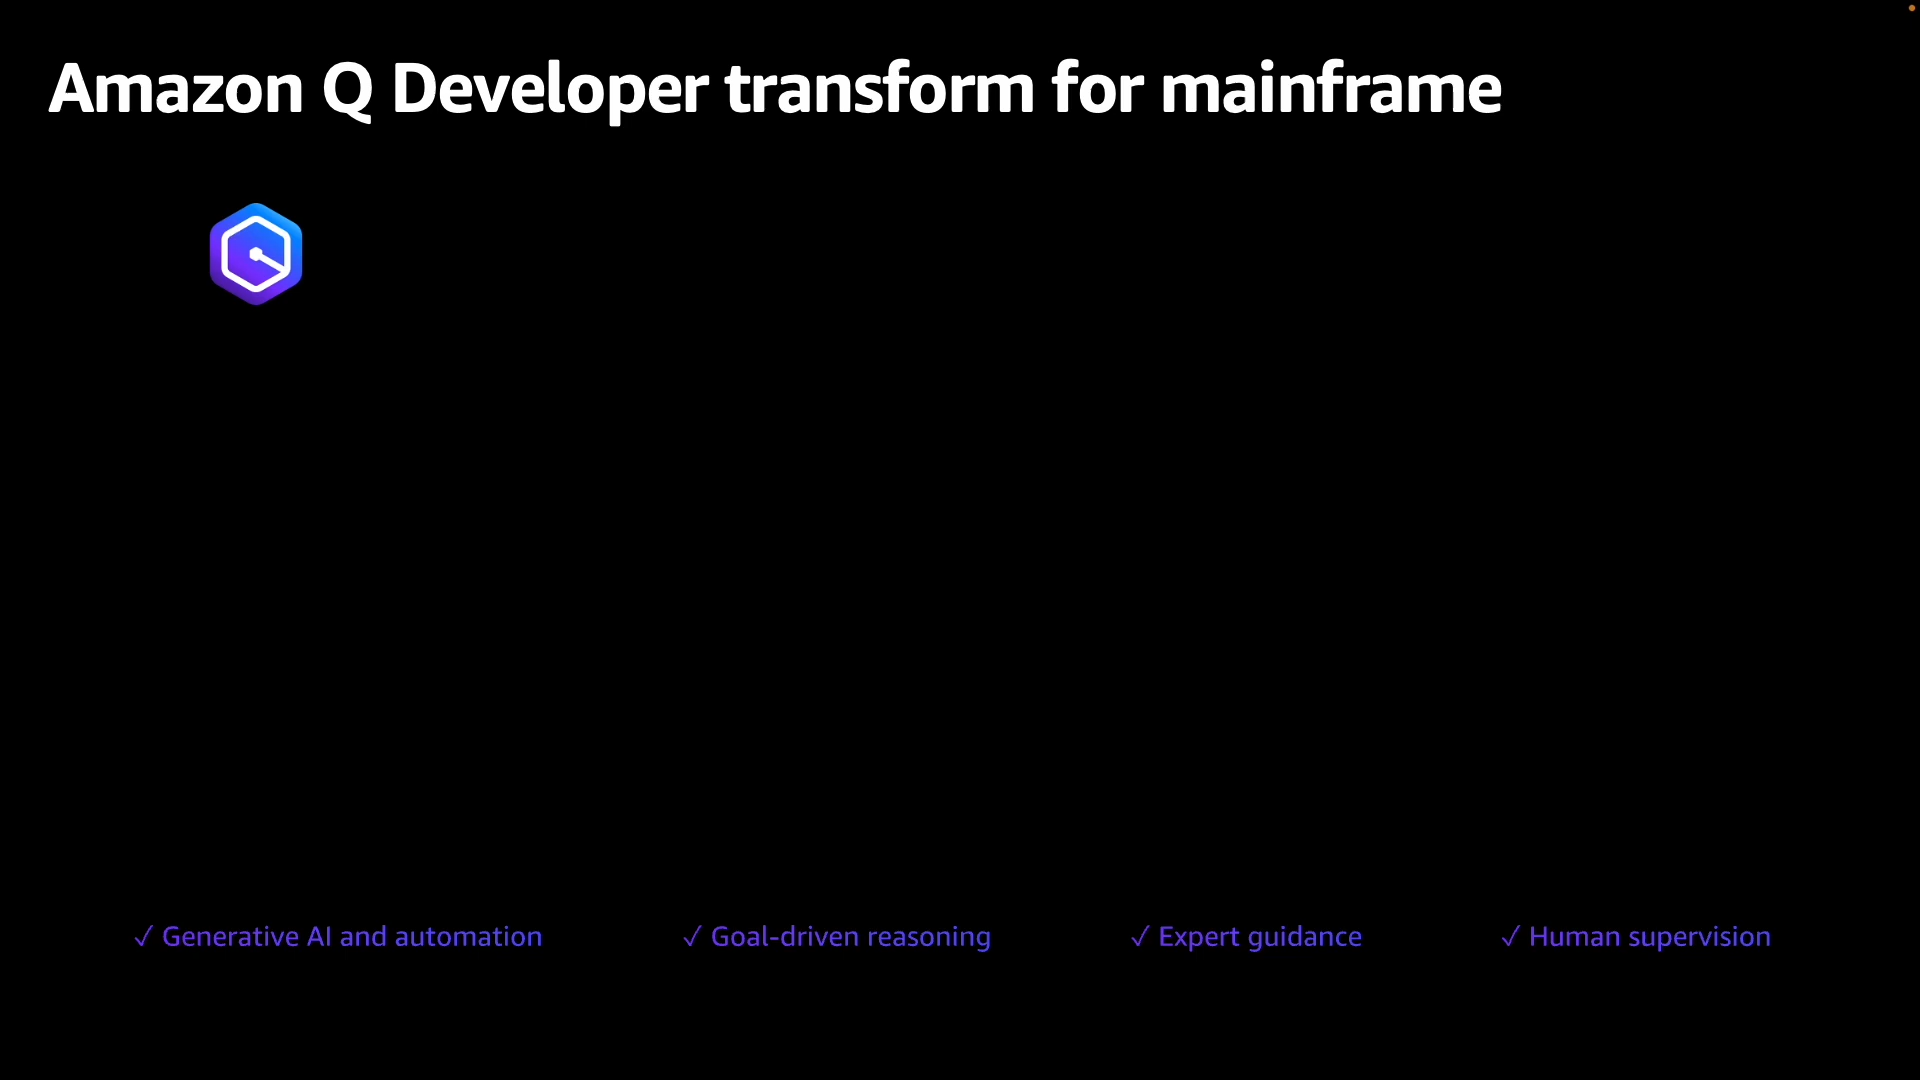 Amazon Q Developer transform for mainframe
✓ Generative AI and automation
✓ Goal-driven reasoning
✓ Expert guidance
✓ Human supervision